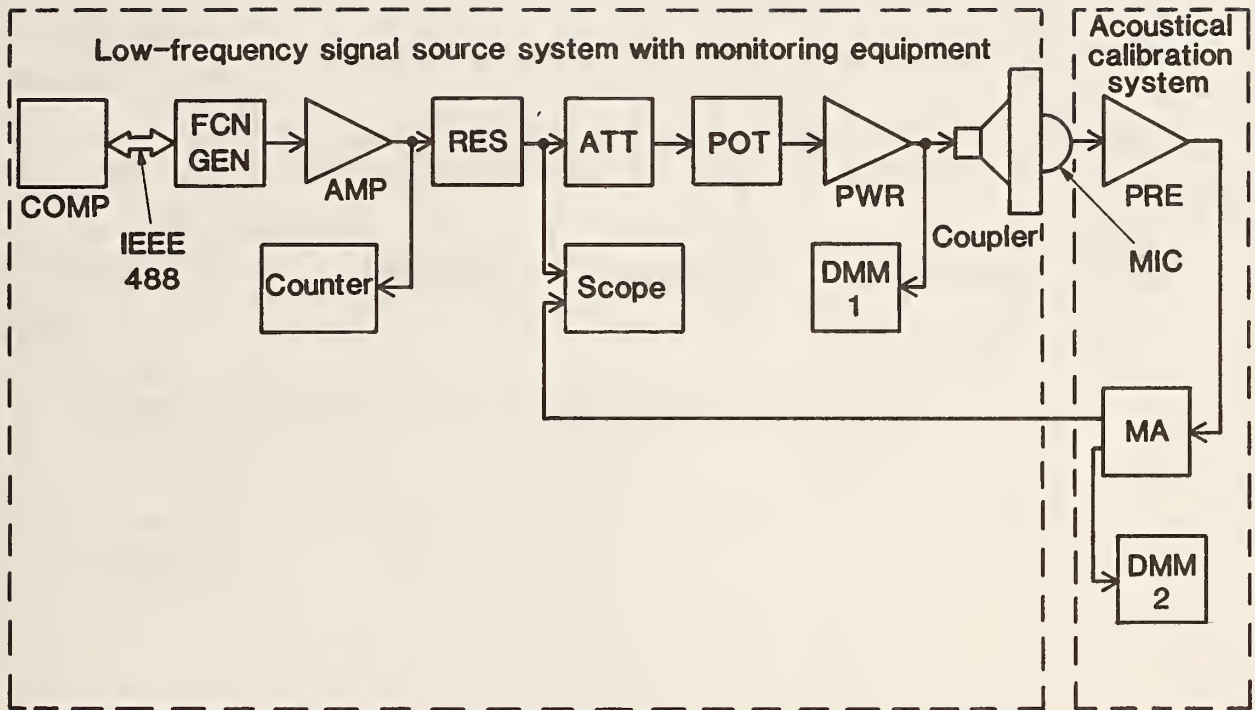 Low-frequency signal source system with monitoring equipment
Acoustical
calibration
system
COMP
IEEE
488
FCN
GEN
AMP
RES
ATT
POT
PWR
Coupler
MIC
PRE
Counter
Scope
DMM
1
MA
DMM
2